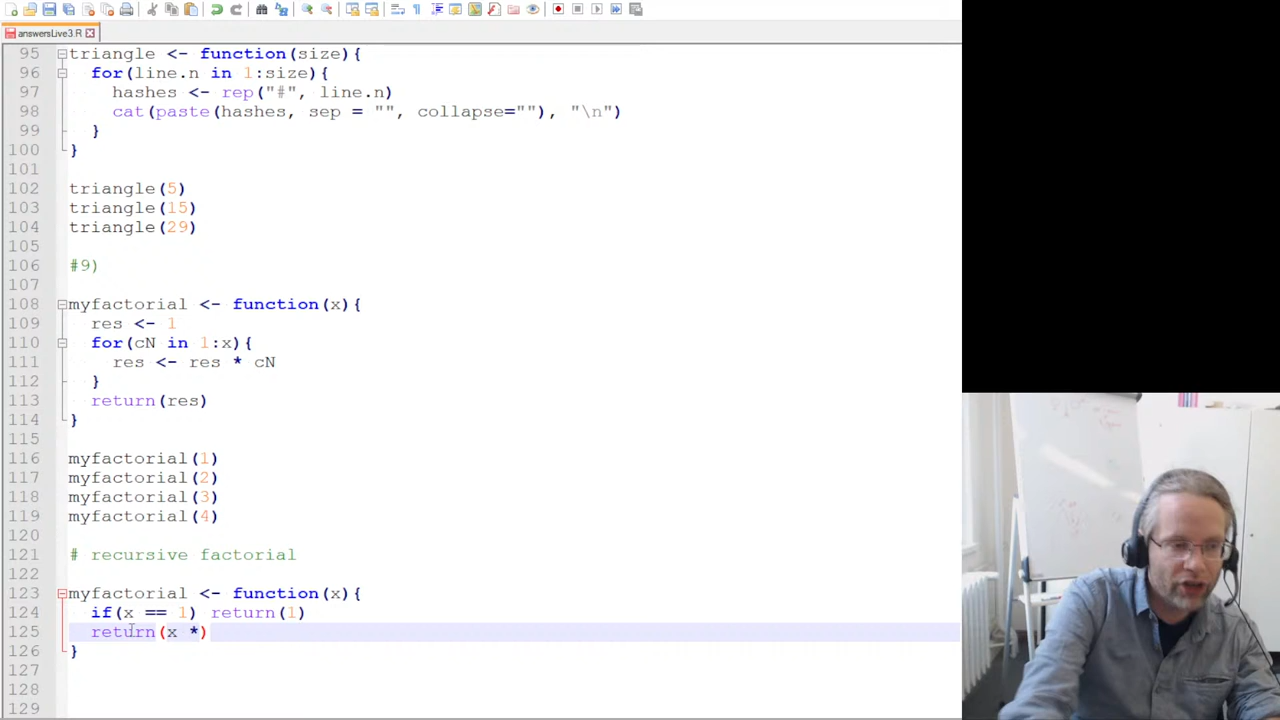 answersLive3.R
95 triangle <- function(size){
96 for(line.n in 1:size){
97 hashes <- rep("#", line.n)
98 cat(paste(hashes, sep = "", collapse=""), "\n")
99 }
100 }
101
102 triangle(5)
103 triangle(15)
104 triangle(29)
105
106 #9)
107
108 myfactorial <- function(x){
109 res <- 1
110 for(cN in 1:x){
111 res <- res * cN
112 }
113 return(res)
114 }
115
116 myfactorial(1)
117 myfactorial(2)
118 myfactorial(3)
119 myfactorial(4)
120
121 # recursive factorial
122
123 myfactorial <- function(x){
124 if(x == 1) return(1)
125 return(x *)
126 }
127
128
129